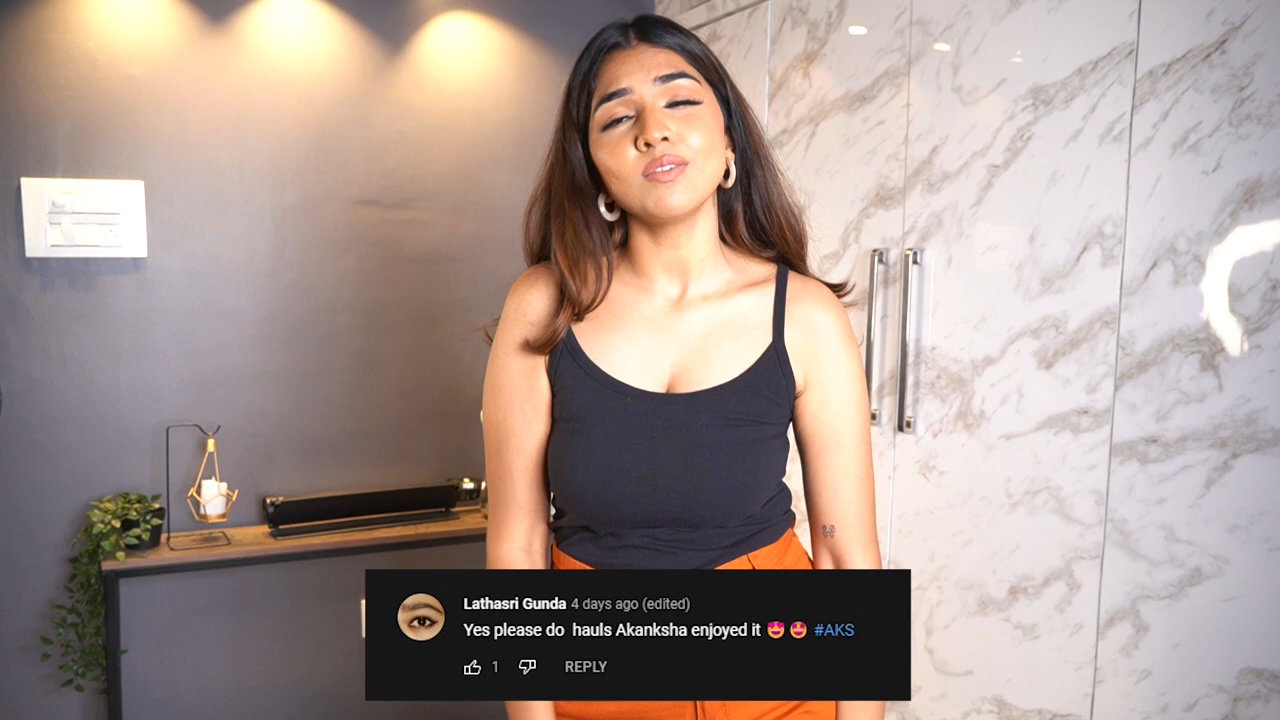 Lathasri Gunda 4 days ago (edited)
Yes please do hauls Akanksha enjoyed it 🤩 🤩 #AKS
1 REPLY